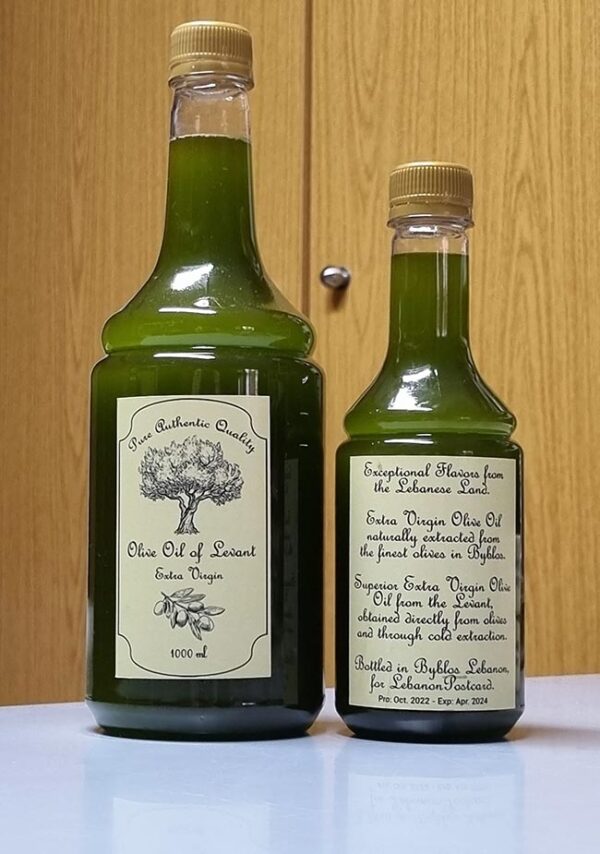 Pure Authentic Quality
Olive Oil of Levant
Extra Virgin
1000 ml
Exceptional Flavors from
the Lebanese Land.
Extra Virgin Olive Oil
naturally extracted from
the finest olives in Byblos.
Superior Extra Virgin Olive
Oil from the Levant,
obtained directly from olives
and through cold extraction.
Bottled in Byblos Lebanon,
for LebanonPostcard.
Pro: Oct. 2022 - Exp: Apr. 2024